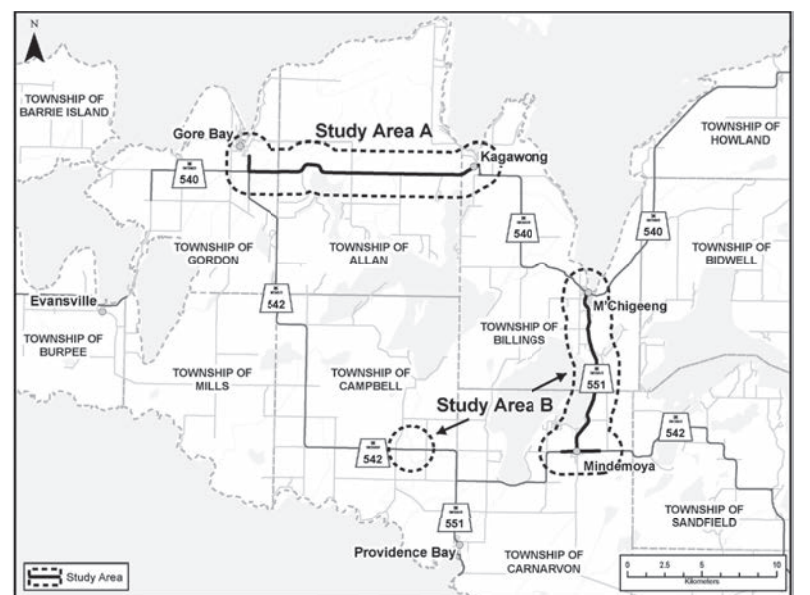 N
TOWNSHIP OF
BARRIE ISLAND
Gore Bay
Study Area A
Kagawong
TOWNSHIP OF
HOWLAND
540
540
540
TOWNSHIP OF
GORDON
TOWNSHIP OF
ALLAN
TOWNSHIP OF
BIDWELL
Evansville
542
M'Chigeeng
TOWNSHIP OF
BURPEE
TOWNSHIP OF
MILLS
TOWNSHIP OF
CAMPBELL
TOWNSHIP OF
BILLINGS
551
Study Area B
542
542
Mindemoya
551
TOWNSHIP OF
SANDFIELD
Providence Bay
TOWNSHIP OF
CARNARVON
Study Area
0 2.5 5 10
Kilometers